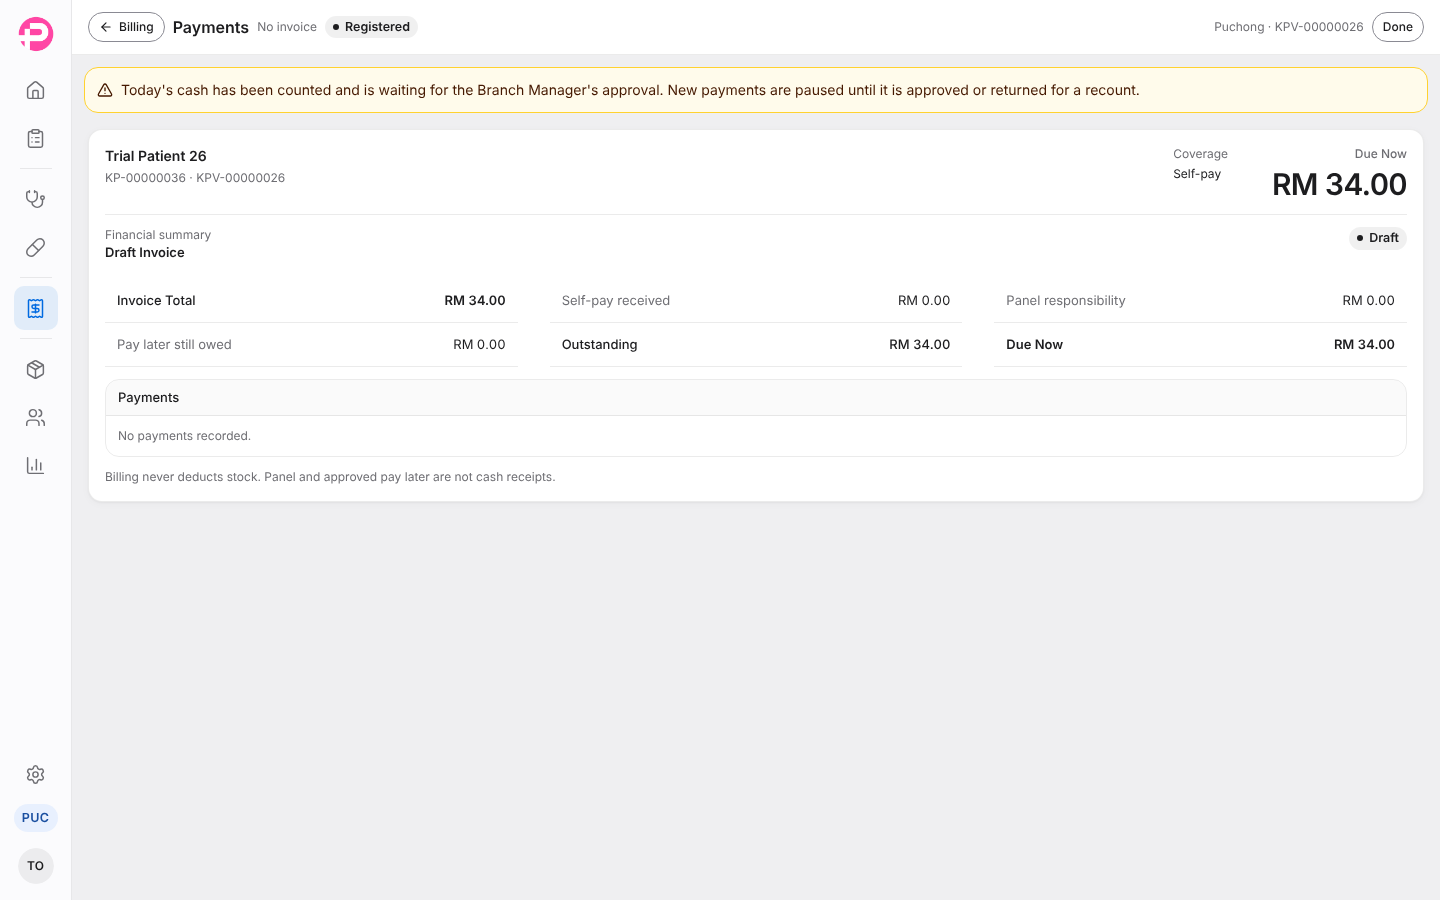 Billing
Payments
No invoice
Registered
Puchong · KPV-00000026
Done
Today's cash has been counted and is waiting for the Branch Manager's approval. New payments are paused until it is approved or returned for a recount.
Trial Patient 26
KP-00000036 · KPV-00000026
Coverage
Self-pay
Due Now
RM 34.00
Financial summary
Draft Invoice
Draft
Invoice Total RM 34.00
Self-pay received RM 0.00
Panel responsibility RM 0.00
Pay later still owed RM 0.00
Outstanding RM 34.00
Due Now RM 34.00
Payments
No payments recorded.
Billing never deducts stock. Panel and approved pay later are not cash receipts.
PUC
TO